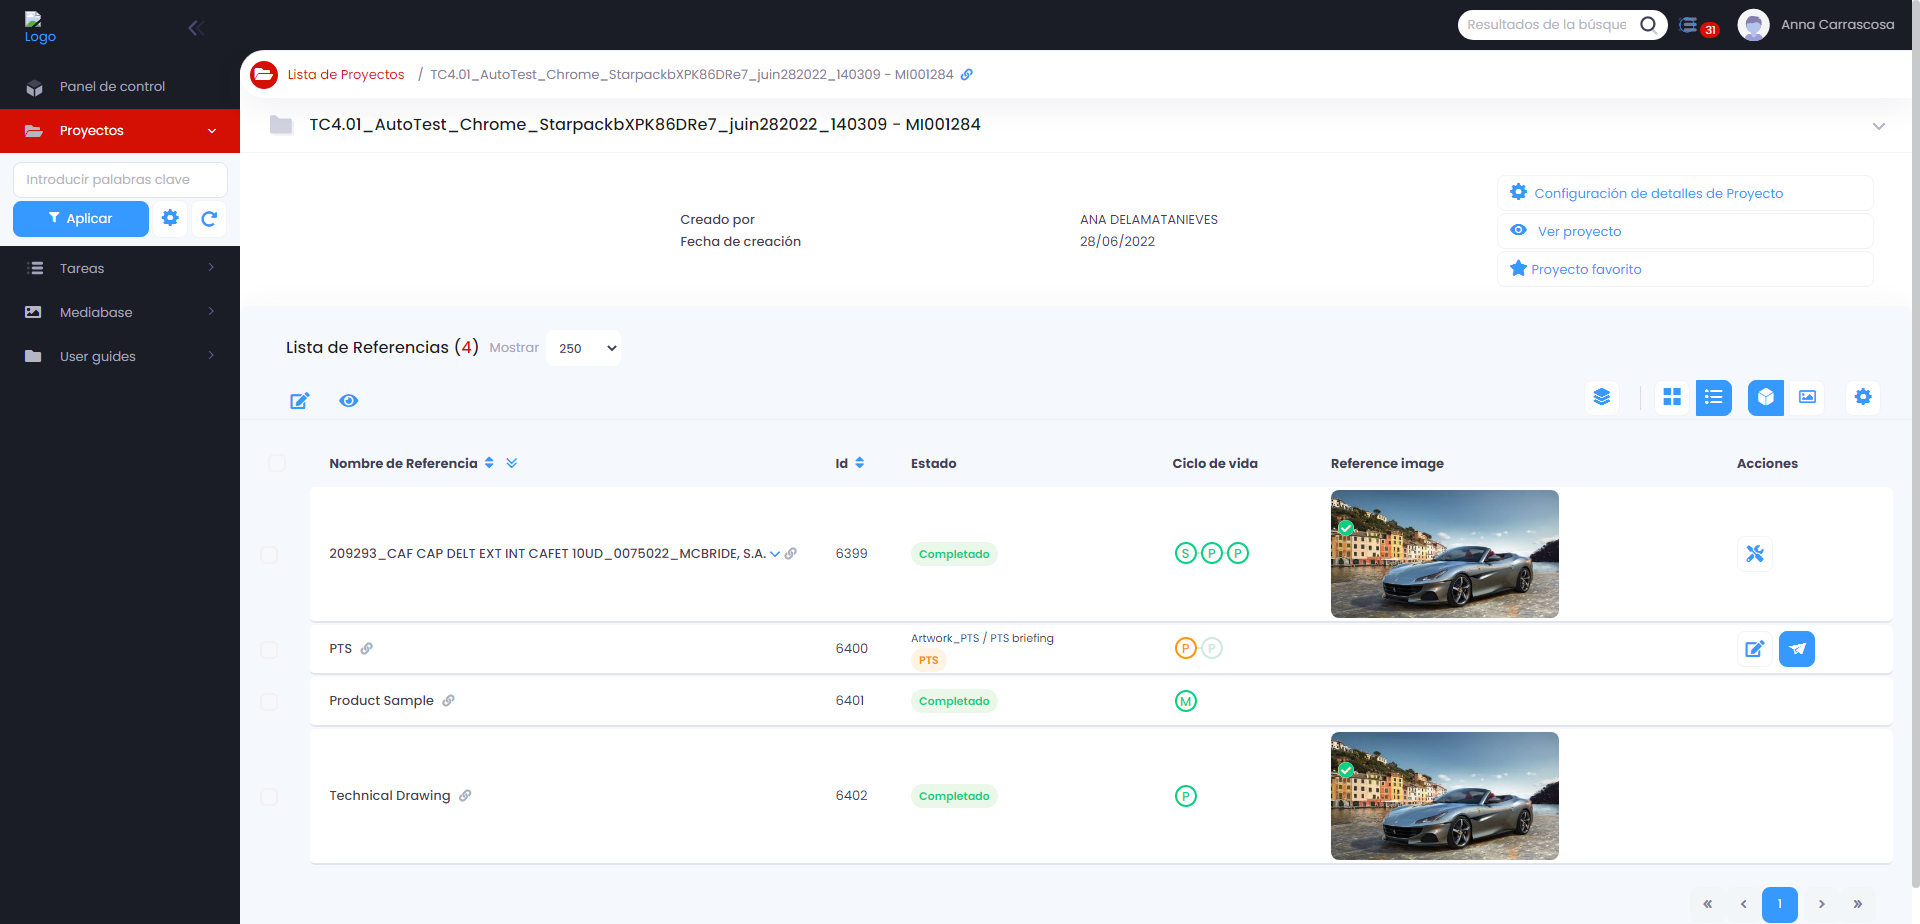 Logo
Resultados de la búsque
31
Anna Carrascosa
Panel de control
Proyectos
Introducir palabras clave
Aplicar
Tareas
Mediabase
User guides
Lista de Proyectos / TC4.01_AutoTest_Chrome_StarpackbXPK86DRe7_juin282022_140309 - MI001284
TC4.01_AutoTest_Chrome_StarpackbXPK86DRe7_juin282022_140309 - MI001284
Creado por ANA DELAMATANIEVES
Fecha de creación 28/06/2022
Configuración de detalles de Proyecto
Ver proyecto
Proyecto favorito
Lista de Referencias (4) Mostrar 250
Nombre de Referencia Id Estado Ciclo de vida Reference image Acciones
209293_CAF CAP DELT EXT INT CAFET 10UD_0075022_MCBRIDE, S.A. 6399 Completado S P P
PTS 6400 Artwork_PTS / PTS briefing P P
PTS
Product Sample 6401 Completado M
Technical Drawing 6402 Completado P
« ‹ 1 › »